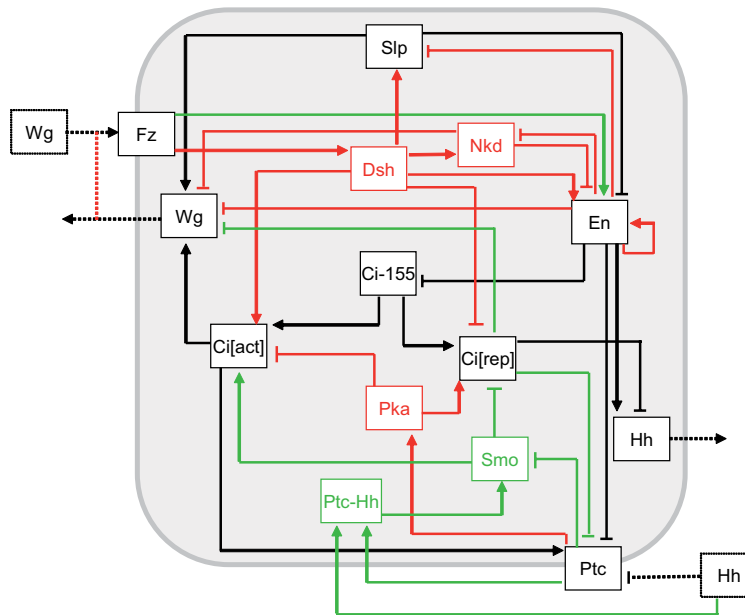 Slp
Wg
Fz
Nkd
Dsh
Wg
En
Ci-155
Ci[act]
Ci[rep]
Pka
Hh
Smo
Ptc-Hh
Ptc
Hh